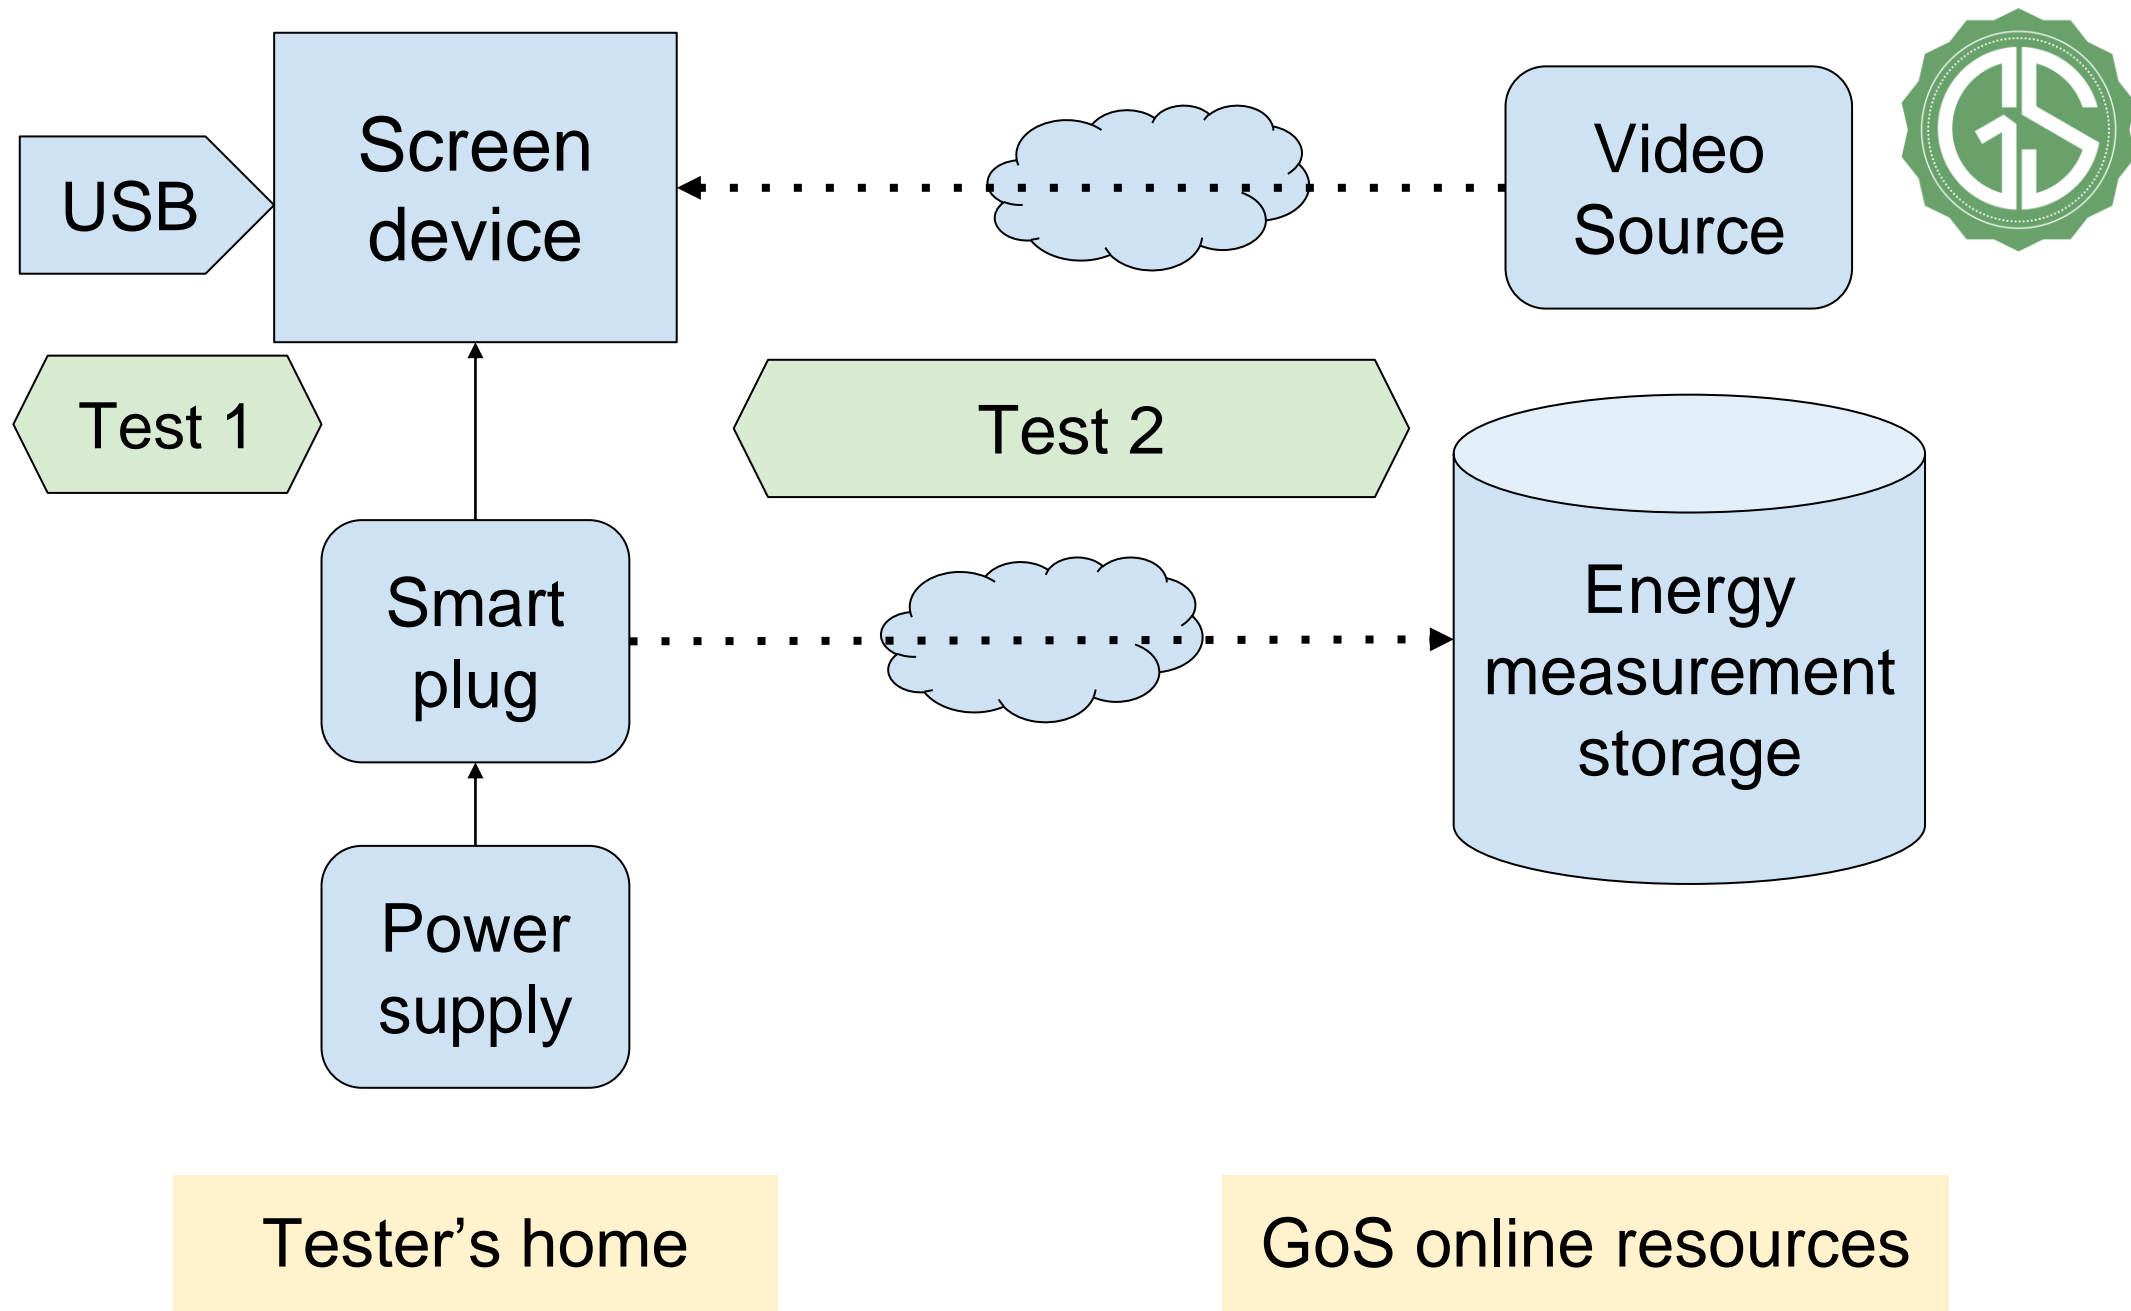 Screen
device
USB
Video
Source
GS
Test 1
Test 2
Smart
plug
Energy
measurement
storage
Power
supply
Tester’s home
GoS online resources